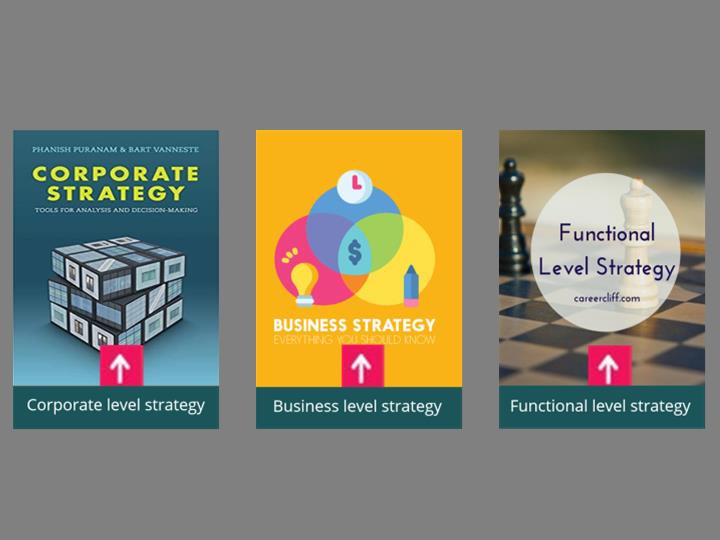 PHANISH PURANAM & BART VANNESTE
CORPORATE
STRATEGY
TOOLS FOR ANALYSIS AND DECISION-MAKING
Corporate level strategy
$
BUSINESS STRATEGY
EVERYTHING YOU SHOULD KNOW
Business level strategy
Functional
Level Strategy
careercliff.com
Functional level strategy